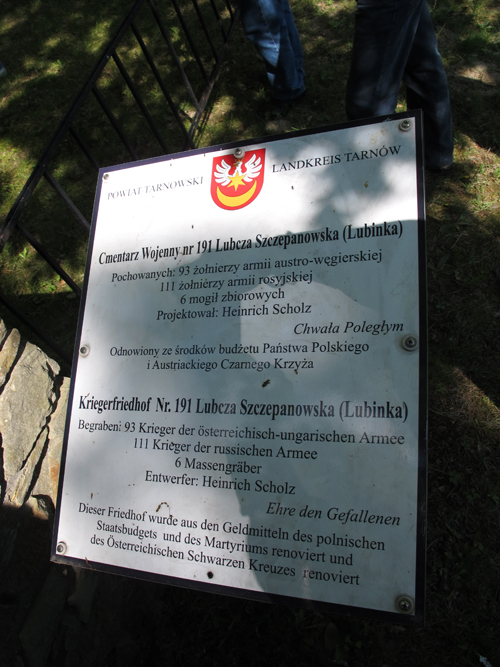 POWIAT TARNOWSKI LANDKREIS TARNÓW
Cmentarz Wojenny nr 191 Lubcza Szczepanowska (Lubinka)
Pochowanych: 93 żołnierzy armii austro-węgierskiej
111 żołniérzy armii rosyjskiej
6 mogił zbiorowych
Projektował: Heinrich Scholz
Chwała Poległym
Odnowiony ze środków budżetu Państwa Polskiego
i Austriackiego Czarnego Krzyża
Kriegerfriedhof Nr. 191 Lubcza Szczepanowska (Lubinka)
Begraben: 93 Krieger der österreichisch-ungarischen Armee
111 Krieger der russischen Armee
6 Massengräber
Entwerfer: Heinrich Scholz
Ehre den Gefallenen
Dieser Friedhof wurde aus den Geldmitteln des polnischen
Staatsbudgets und des Martyriums renoviert und
des Österreichischen Schwarzen Kreuzes renoviert